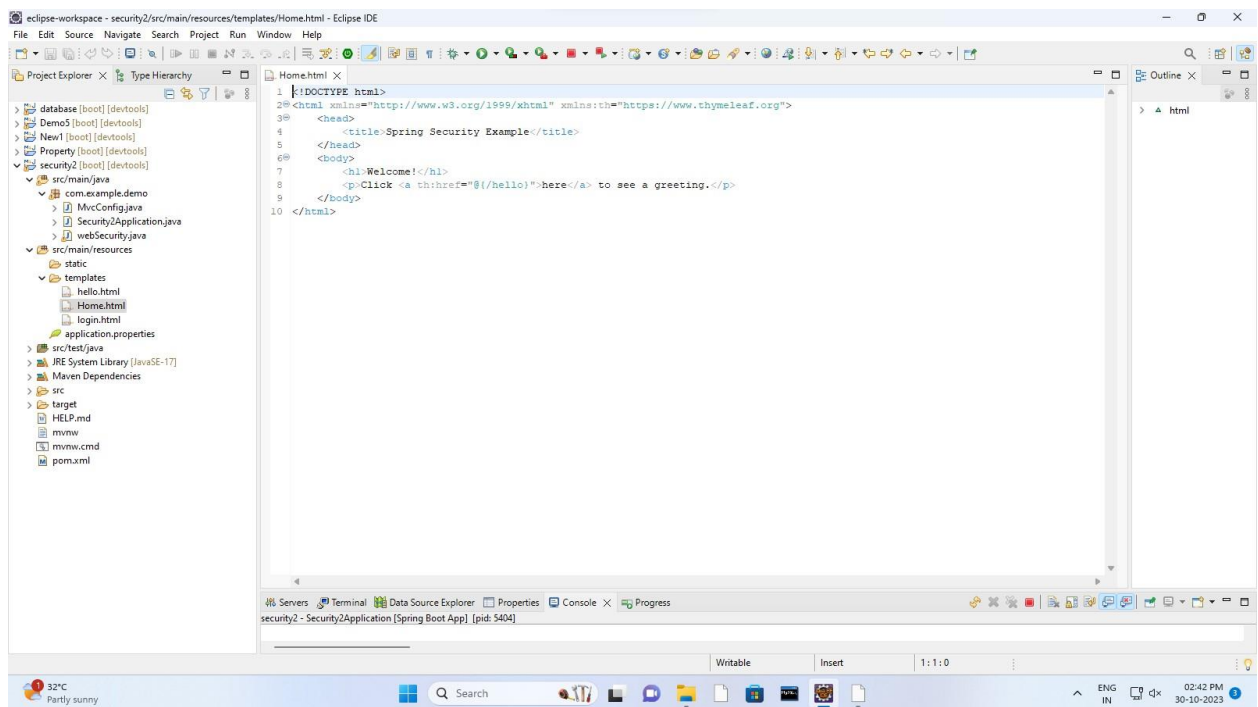 eclipse-workspace - security2/src/main/resources/templates/Home.html - Eclipse IDE
File Edit Source Navigate Search Project Run Window Help
Project Explorer
Type Hierarchy
database [boot] [devtools]
Demo5 [boot] [devtools]
New1 [boot] [devtools]
Property [boot] [devtools]
security2 [boot] [devtools]
src/main/java
com.example.demo
MvcConfig.java
Security2Application.java
webSecurity.java
src/main/resources
static
templates
hello.html
Home.html
login.html
application.properties
src/test/java
JRE System Library [JavaSE-17]
Maven Dependencies
src
target
HELP.md
mvnw
mvnw.cmd
pom.xml
Home.html
1 <!DOCTYPE html>
2 <html xmlns="http://www.w3.org/1999/xhtml" xmlns:th="https://www.thymeleaf.org">
3 <head>
4 <title>Spring Security Example</title>
5 </head>
6 <body>
7 <h1>Welcome!</h1>
8 <p>Click <a th:href="@{/hello}">here</a> to see a greeting.</p>
9 </body>
10 </html>
Outline
html
Servers Terminal Data Source Explorer Properties Console Progress
security2 - Security2Application [Spring Boot App] [pid: 5404]
Writable Insert 1:1:0
1
32°C
Partly sunny
Search
ENG
IN
02:42 PM
30-10-2023
3